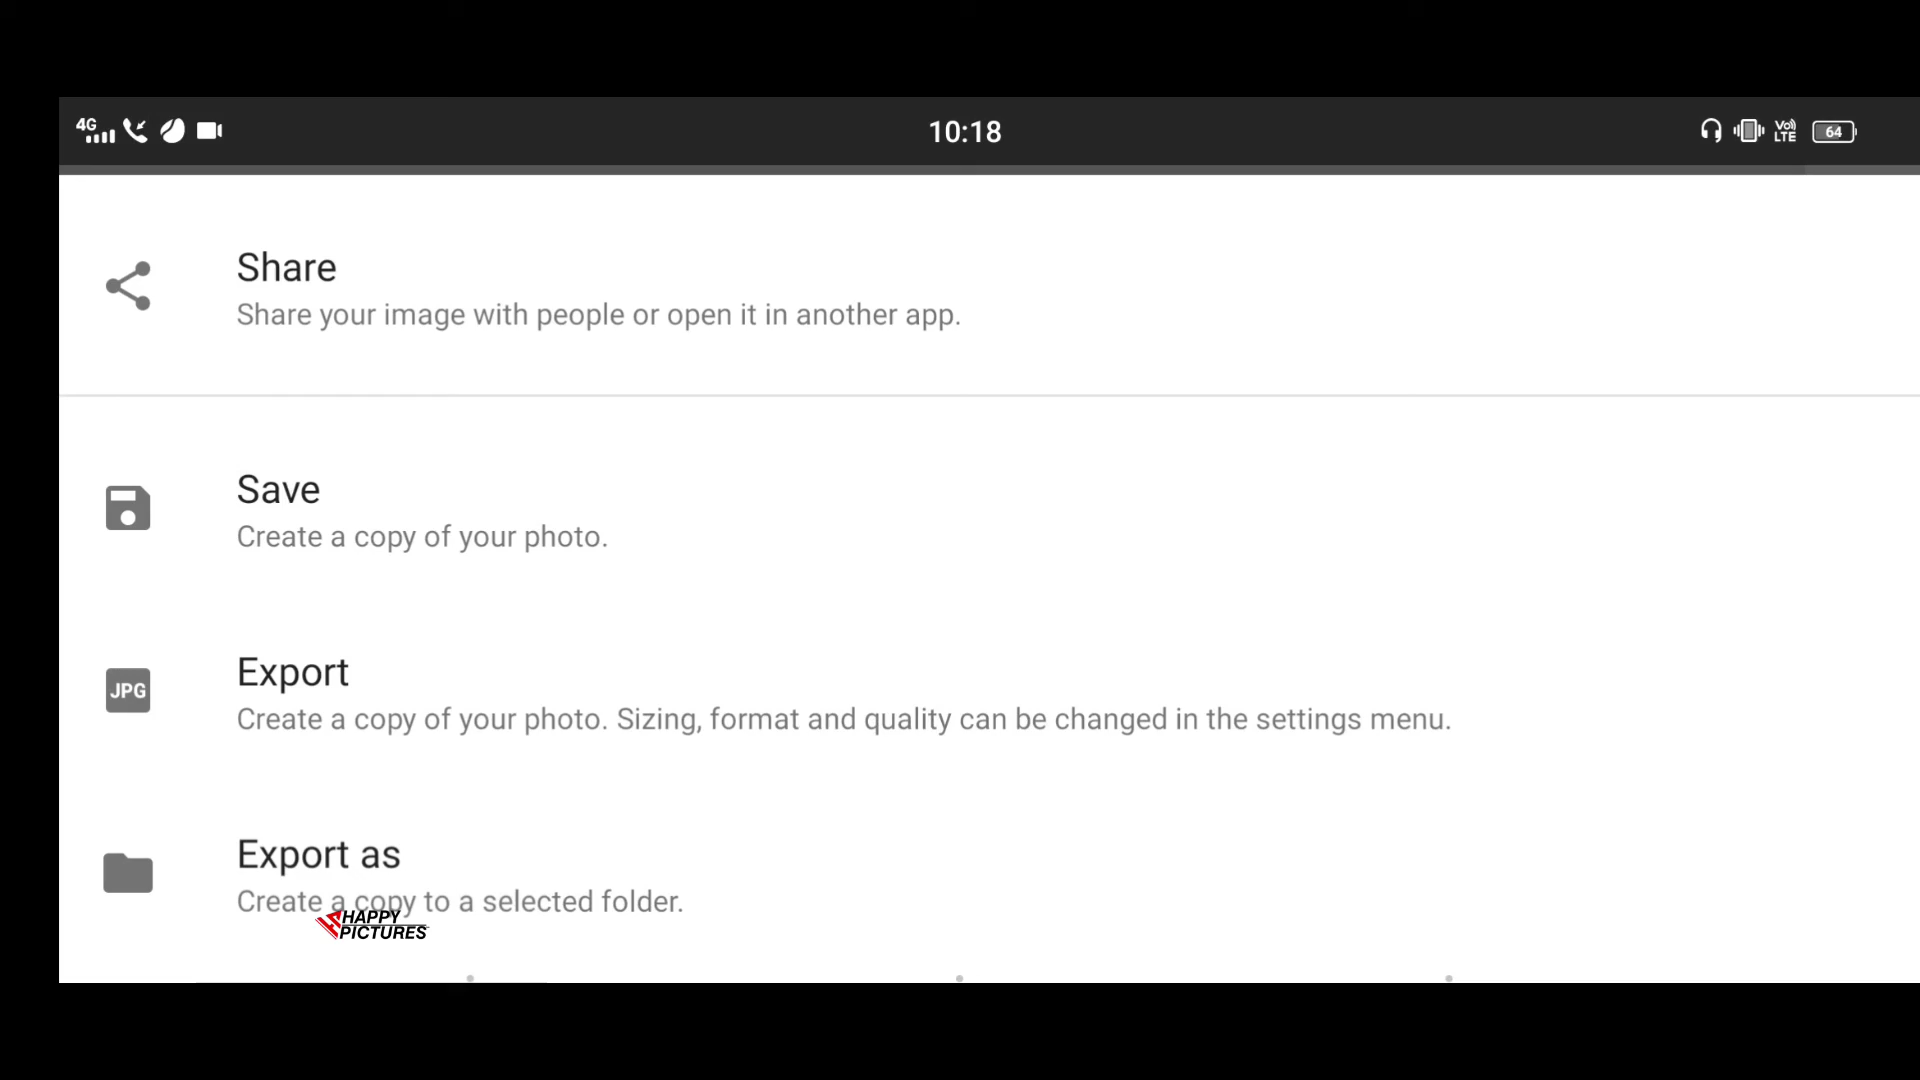 4G 10:18 Vo) LTE 64
Share
Share your image with people or open it in another app.
Save
Create a copy of your photo.
JPG
Export
Create a copy of your photo. Sizing, format and quality can be changed in the settings menu.
Export as
Create a copy to a selected folder.
HAPPY
PICTURES